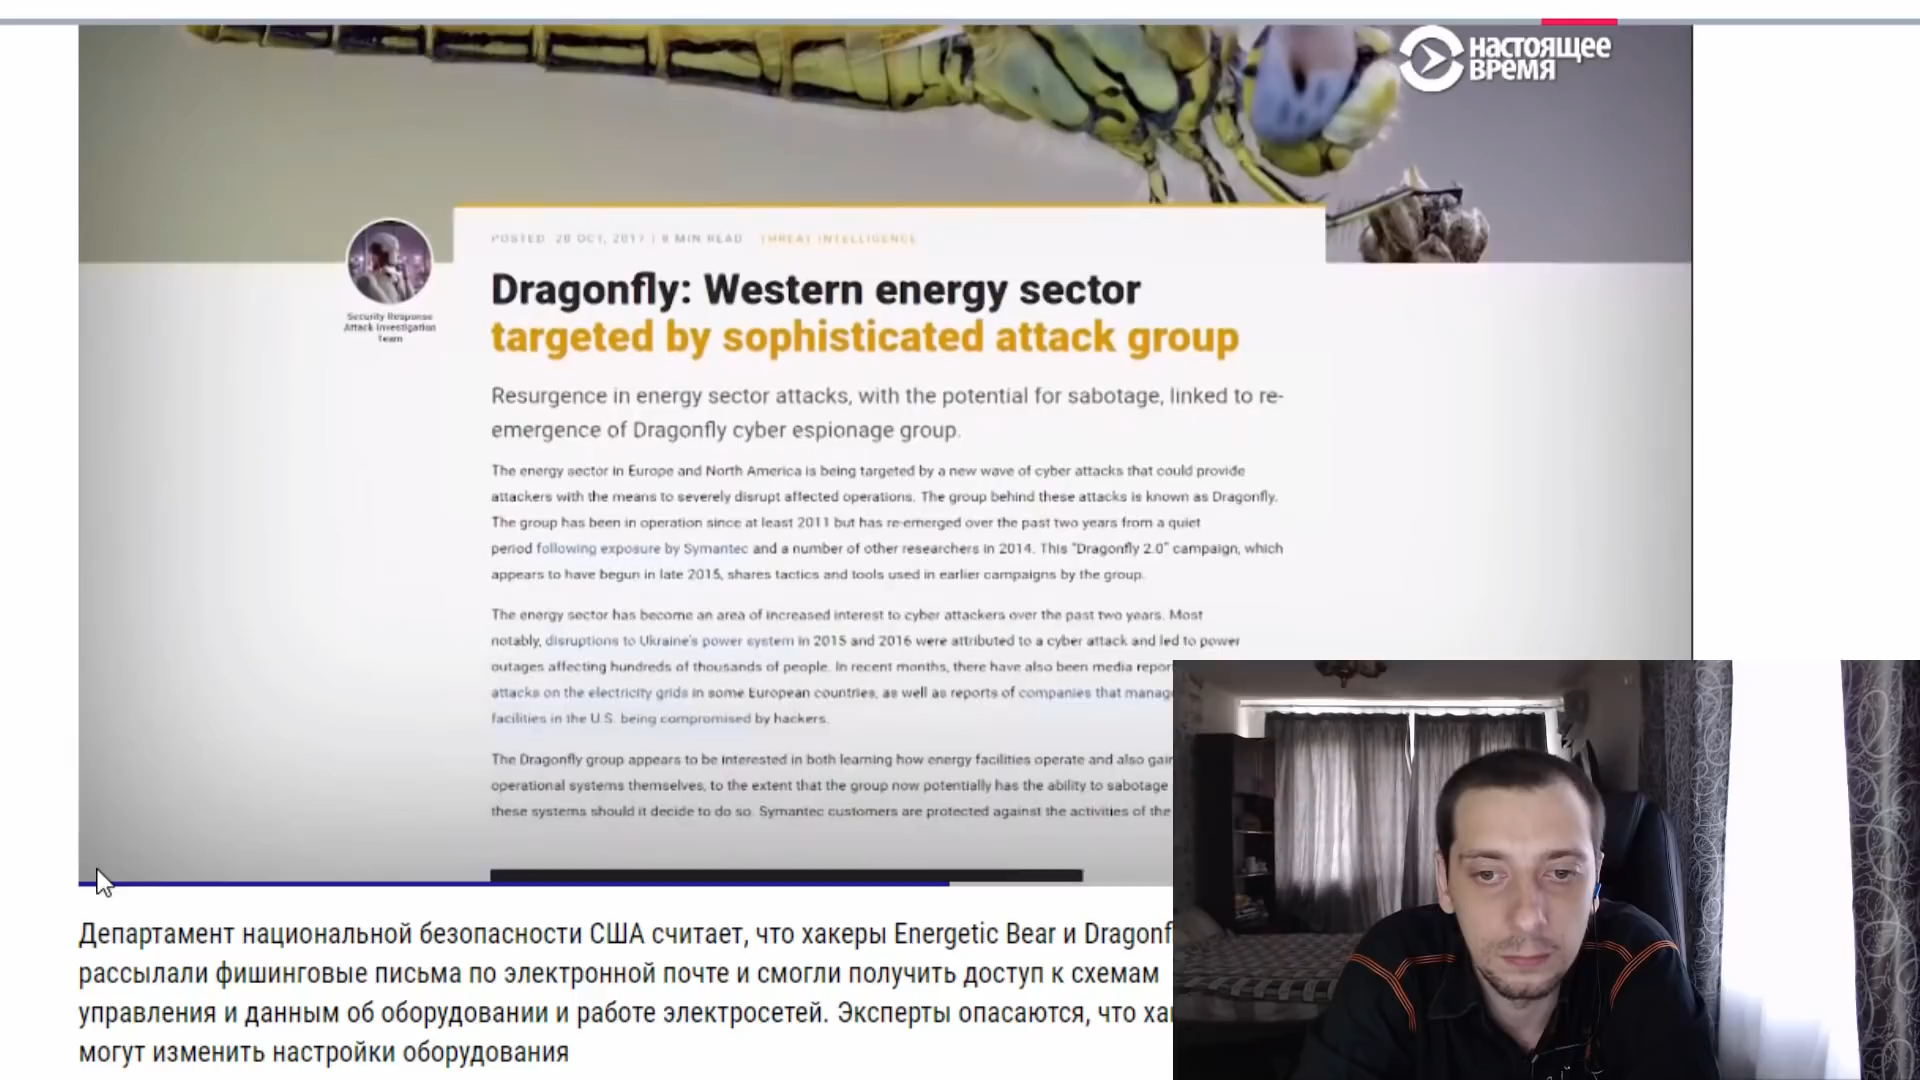 НАСТОЯЩЕЕ
ВРЕМЯ
POSTED: 20 OCT, 2017 | 8 MIN READ THREAT INTELLIGENCE
Security Response
Attack Investigation
Team
Dragonfly: Western energy sector
targeted by sophisticated attack group
Resurgence in energy sector attacks, with the potential for sabotage, linked to re-
emergence of Dragonfly cyber espionage group.
The energy sector in Europe and North America is being targeted by a new wave of cyber attacks that could provide
attackers with the means to severely disrupt affected operations. The group behind these attacks is known as Dragonfly.
The group has been in operation since at least 2011 but has re-emerged over the past two years from a quiet
period following exposure by Symantec and a number of other researchers in 2014. This "Dragonfly 2.0" campaign, which
appears to have begun in late 2015, shares tactics and tools used in earlier campaigns by the group.
The energy sector has become an area of increased interest to cyber attackers over the past two years. Most
notably, disruptions to Ukraine's power system in 2015 and 2016 were attributed to a cyber attack and led to power
outages affecting hundreds of thousands of people. In recent months, there have also been media repor
attacks on the electricity grids in some European countries, as well as reports of companies that manag
facilities in the U.S. being compromised by hackers.
The Dragonfly group appears to be interested in both learning how energy facilities operate and also gain
operational systems themselves, to the extent that the group now potentially has the ability to sabotage
these systems should it decide to do so. Symantec customers are protected against the activities of the
Департамент национальной безопасности США считает, что хакеры Energetic Bear и Dragonf
рассылали фишинговые письма по электронной почте и смогли получить доступ к схемам
управления и данным об оборудовании и работе электросетей. Эксперты опасаются, что ха
могут изменить настройки оборудования